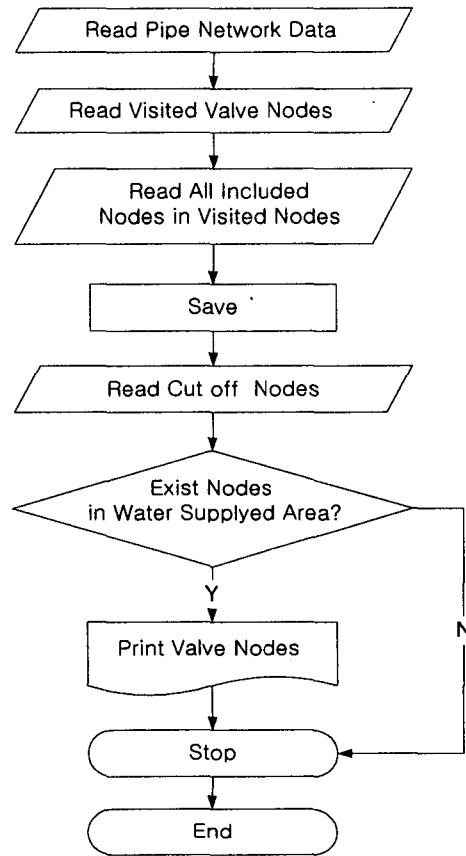 Read Pipe Network Data
Read Visited Valve Nodes
Read All Included
Nodes in Visited Nodes
Save
Read Cut off Nodes
Exist Nodes
in Water Supplyed Area?
Y
N
Print Valve Nodes
Stop
End